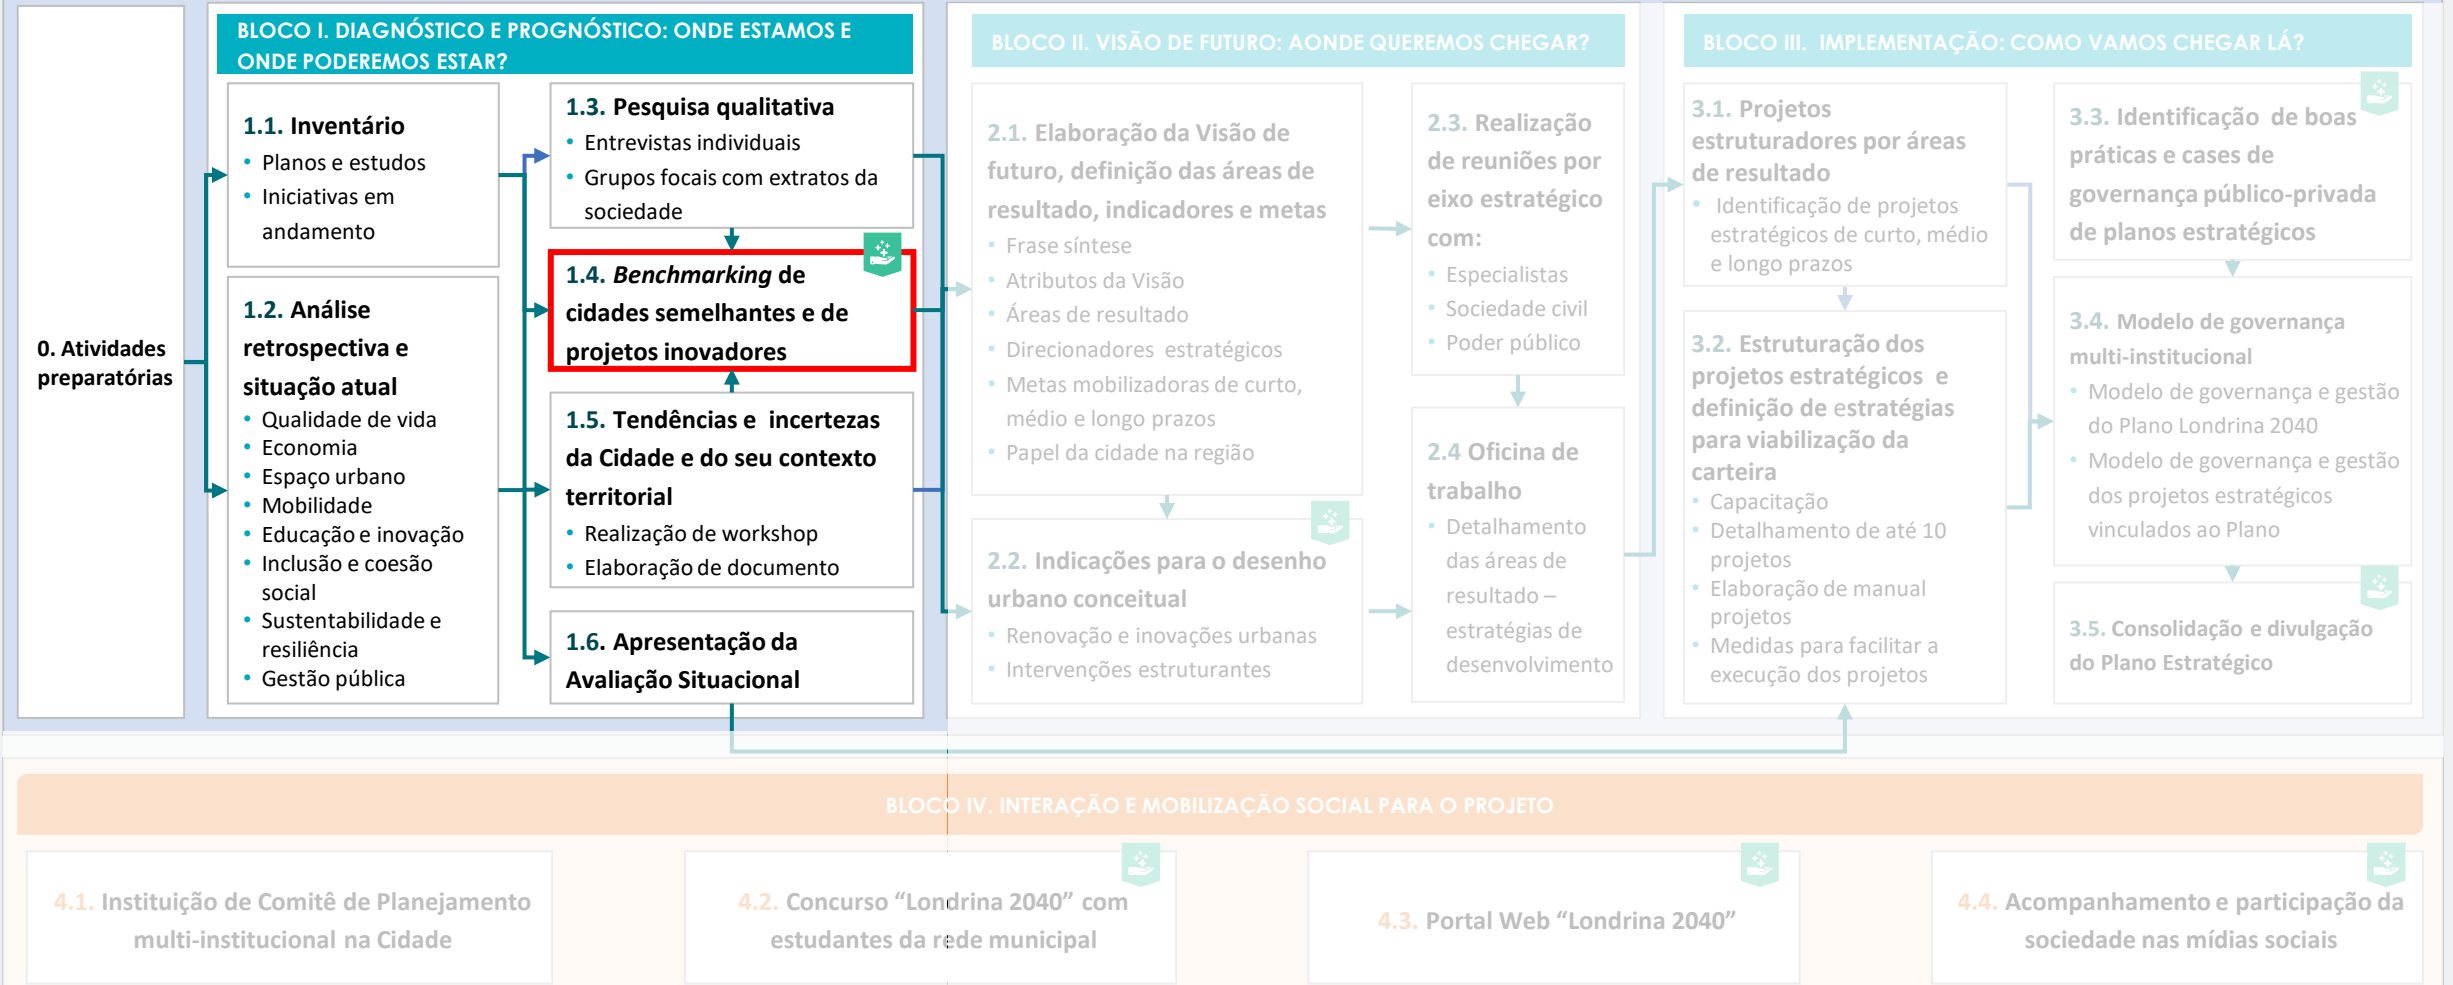 0. Atividades
preparatórias
BLOCO I. DIAGNÓSTICO E PROGNÓSTICO: ONDE ESTAMOS E
ONDE PODEREMOS ESTAR?
1.1. Inventário
• Planos e estudos
• Iniciativas em
andamento
1.2. Análise
retrospectiva e
situação atual
• Qualidade de vida
• Economia
• Espaço urbano
• Mobilidade
• Educação e inovação
• Inclusão e coesão
social
• Sustentabilidade e
resiliência
• Gestão pública
1.3. Pesquisa qualitativa
• Entrevistas individuais
• Grupos focais com extratos da
sociedade
1.4. Benchmarking de
cidades semelhantes e de
projetos inovadores
1.5. Tendências e incertezas
da Cidade e do seu contexto
territorial
• Realização de workshop
• Elaboração de documento
1.6. Apresentação da
Avaliação Situacional
BLOCO II. VISÃO DE FUTURO: AONDE QUEREMOS CHEGAR?
2.1. Elaboração da Visão de
futuro, definição das áreas de
resultado, indicadores e metas
• Frase síntese
• Atributos da Visão
• Áreas de resultado
• Direcionadores estratégicos
• Metas mobilizadoras de curto,
médio e longo prazos
• Papel da cidade na região
2.2. Indicações para o desenho
urbano conceitual
• Renovação e inovações urbanas
• Intervenções estruturantes
2.3. Realização
de reuniões por
eixo estratégico
com:
• Especialistas
• Sociedade civil
• Poder público
2.4 Oficina de
trabalho
• Detalhamento
das áreas de
resultado –
estratégias de
desenvolvimento
BLOCO III. IMPLEMENTAÇÃO: COMO VAMOS CHEGAR LÁ?
3.1. Projetos
estruturadores por áreas
de resultado
• Identificação de projetos
estratégicos de curto, médio
e longo prazos
3.2. Estruturação dos
projetos estratégicos e
definição de estratégias
para viabilização da
carteira
• Capacitação
• Detalhamento de até 10
projetos
• Elaboração de manual
projetos
• Medidas para facilitar a
execução dos projetos
3.3. Identificação de boas
práticas e cases de
governança público-privada
de planos estratégicos
3.4. Modelo de governança
multi-institucional
• Modelo de governança e gestão
do Plano Londrina 2040
• Modelo de governança e gestão
dos projetos estratégicos
vinculados ao Plano
3.5. Consolidação e divulgação
do Plano Estratégico
BLOCO IV. INTERAÇÃO E MOBILIZAÇÃO SOCIAL PARA O PROJETO
4.1. Instituição de Comitê de Planejamento
multi-institucional na Cidade
4.2. Concurso “Londrina 2040” com
estudantes da rede municipal
4.3. Portal Web “Londrina 2040”
4.4. Acompanhamento e participação da
sociedade nas mídias sociais